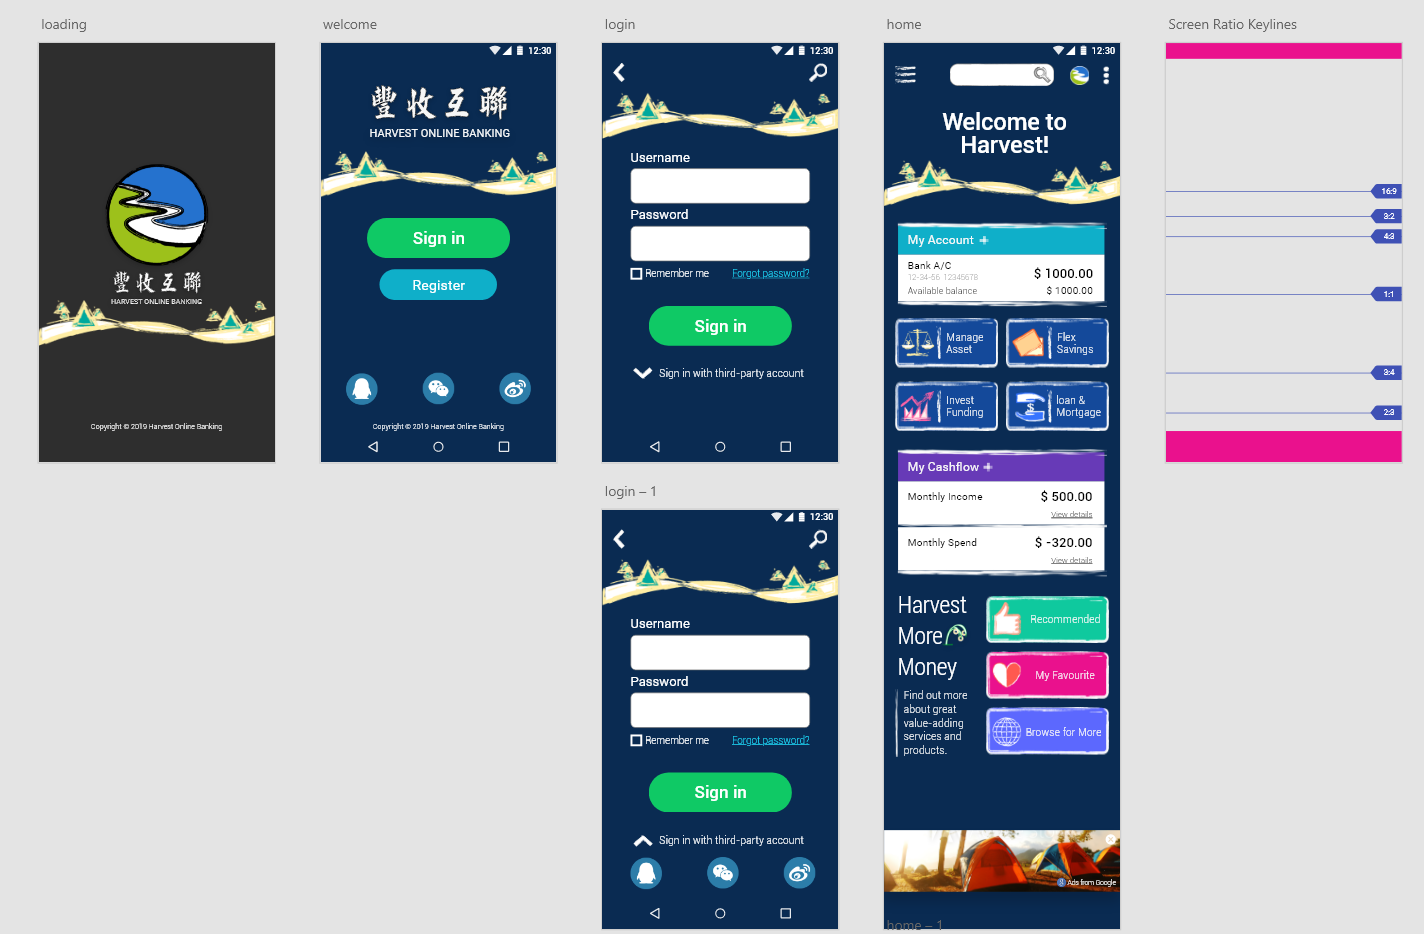 loading
豐收互聯
HARVEST ONLINE BANKING
Copyright © 2019 Harvest Online Banking
welcome
12:30
豐收互聯
HARVEST ONLINE BANKING
Sign in
Register
Copyright © 2019 Harvest Online Banking
login
12:30
Username
Password
Remember me
Forgot password?
Sign in
Sign in with third-party account
login – 1
12:30
Username
Password
Remember me
Forgot password?
Sign in
Sign in with third-party account
home
12:30
Welcome to
Harvest!
My Account +
Bank A/C
12-34-56 12345678
$ 1000.00
Available balance
$ 1000.00
Manage
Asset
Flex
Savings
Invest
Funding
loan &
Mortgage
My Cashflow +
Monthly Income
$ 500.00
View details
Monthly Spend
$ -320.00
View details
Harvest
More
Money
Find out more
about great
value-adding
services and
products.
Recommended
My Favourite
Browse for More
Ads from Google
home – 1
Screen Ratio Keylines
16:9
3:2
4:3
1:1
3:4
2:3